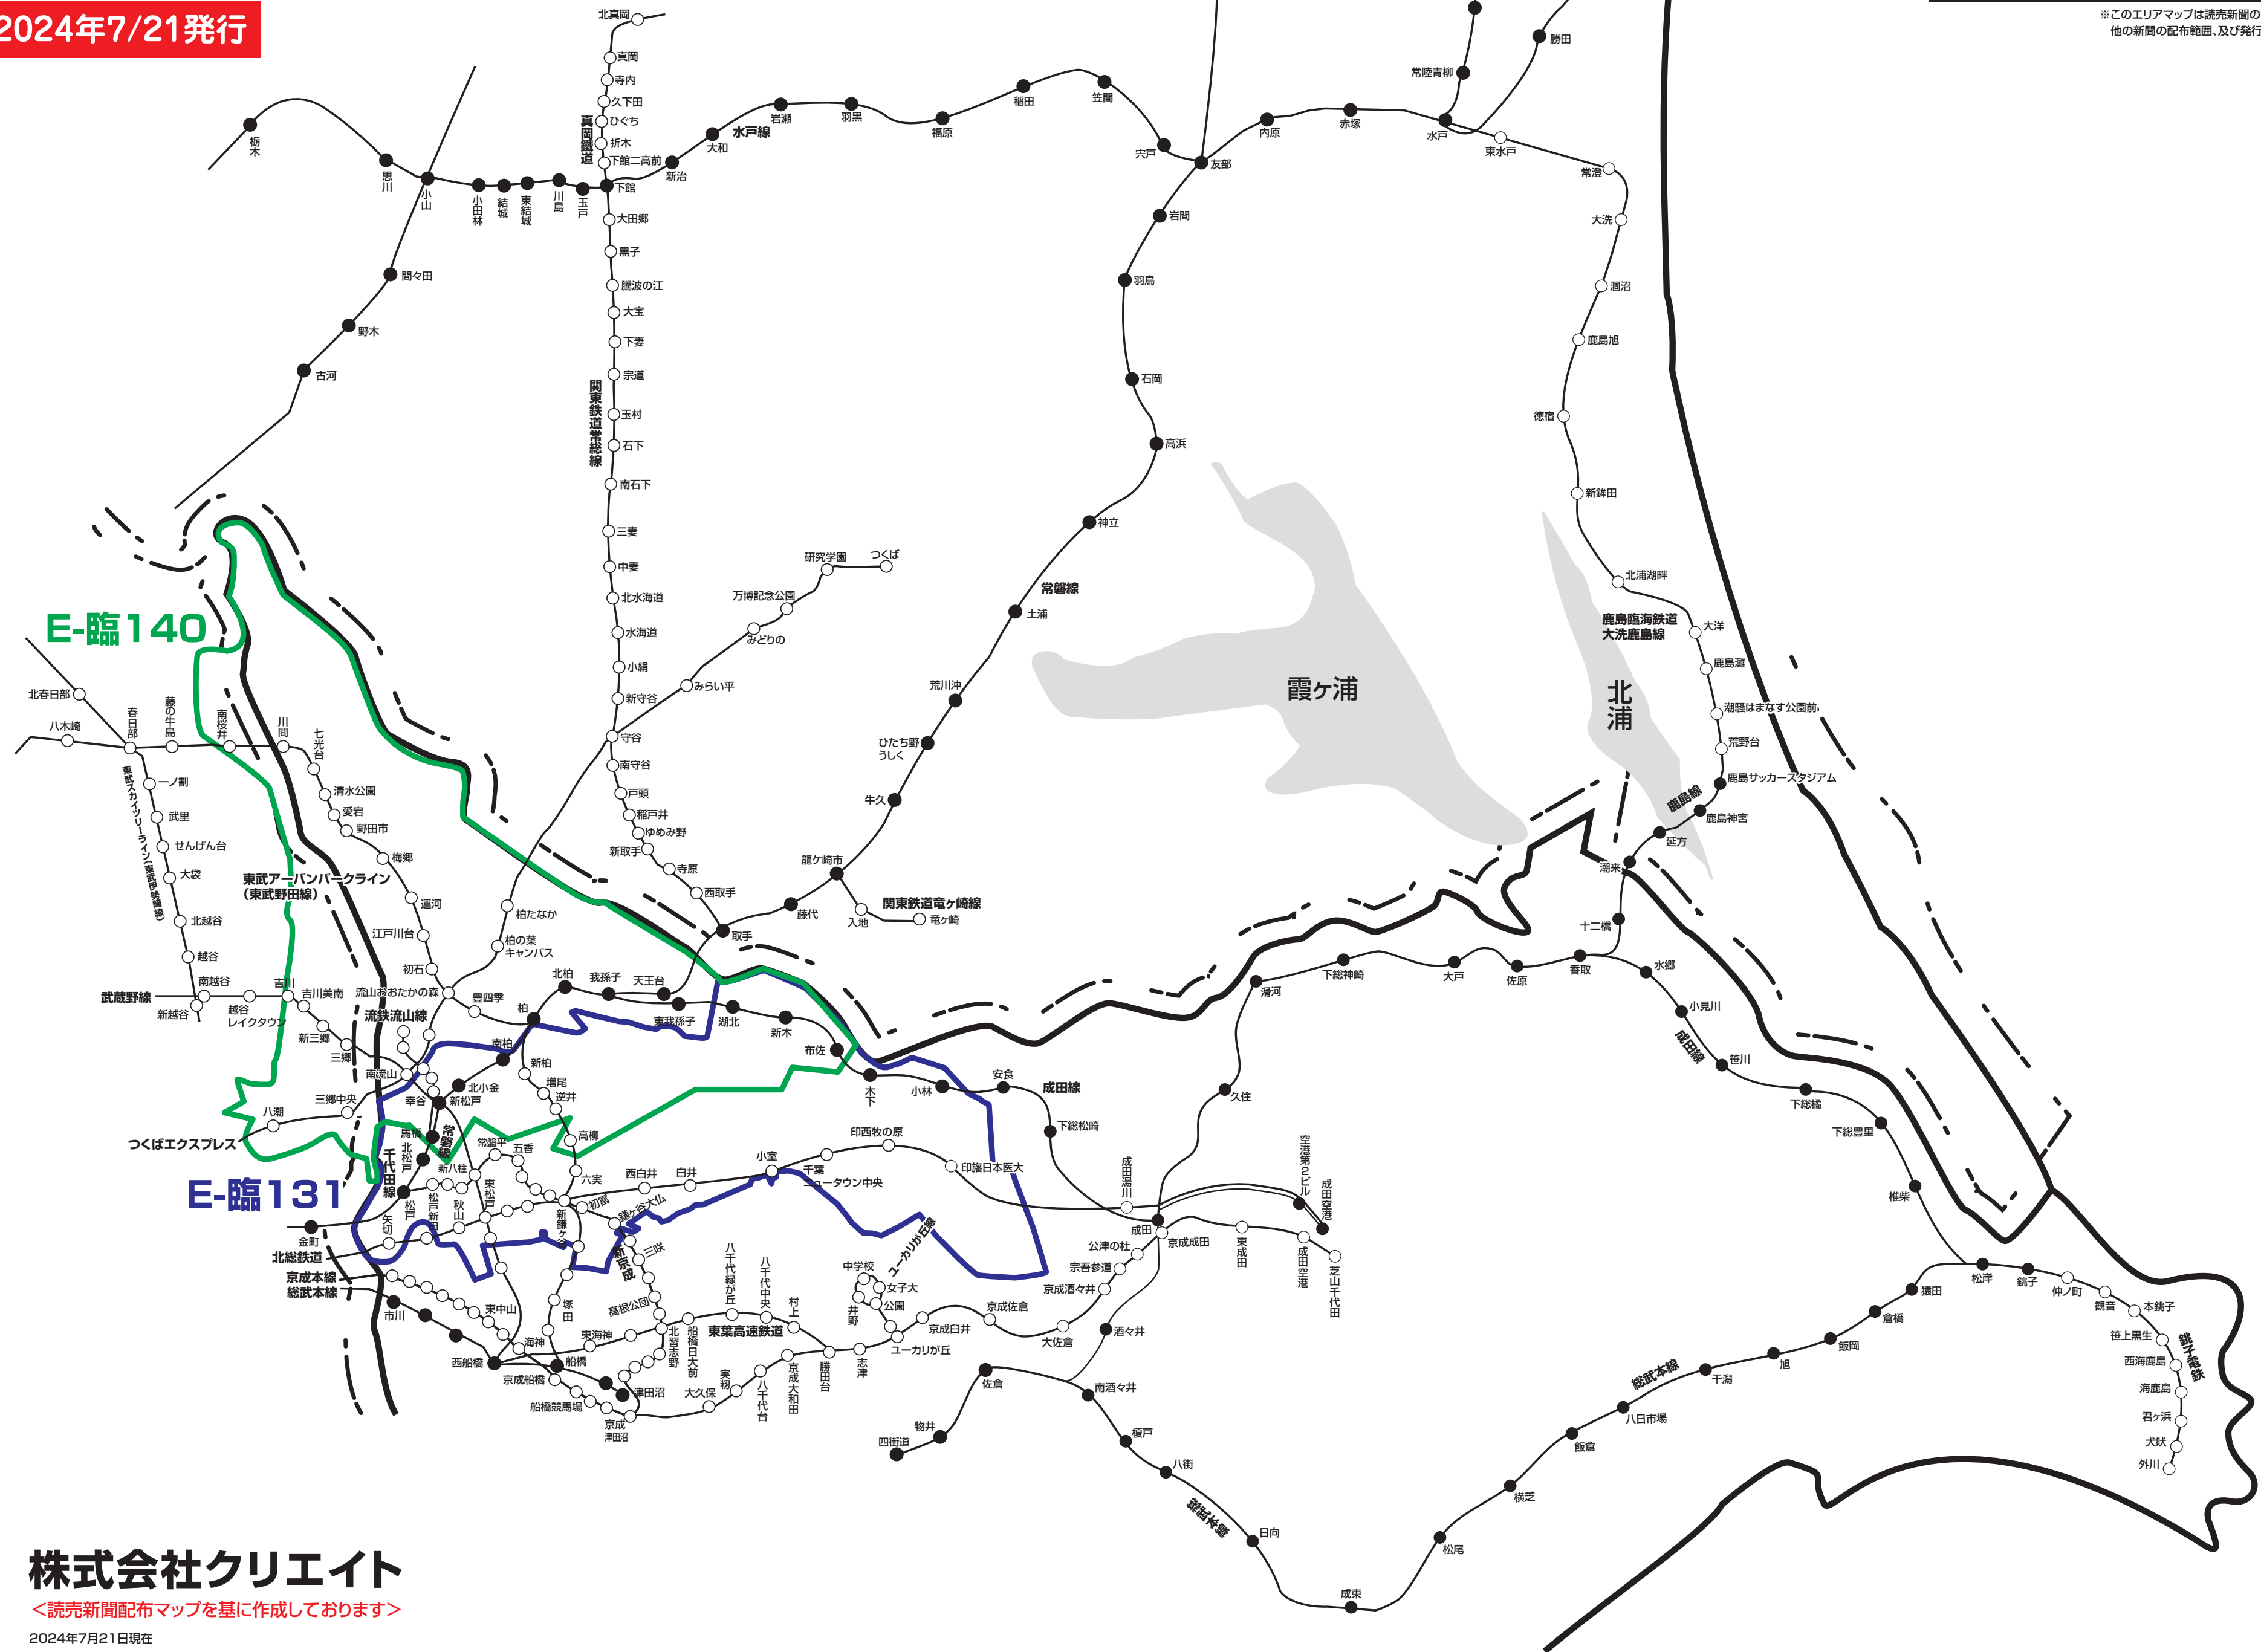 2024年7/21発行
※このエリアマップは読売新聞の
他の新聞の配布範囲、及び発行
北真岡
真岡
寺内
久下田
ひぐち
折木
下館二高前
真岡鐵道
下館
栃木
思川
小山
小田林
結城
東結城
川島
玉戸
新治
大和
水戸線
岩瀬
羽黒
福原
稲田
笠間
宍戸
友部
内原
赤塚
水戸
常陸青柳
勝田
東水戸
常澄
大洗
涸沼
鹿島旭
徳宿
新鉾田
北浦湖畔
鹿島臨海鉄道
大洗鹿島線
大洋
鹿島灘
潮騒はまなす公園前
荒野台
鹿島サッカースタジアム
鹿島線
鹿島神宮
延方
潮来
十二橋
香取
間々田
野木
古河
大田郷
黒子
騰波の江
大宝
下妻
宗道
玉村
石下
南石下
三妻
中妻
北水海道
水海道
小絹
新守谷
守谷
南守谷
戸頭
稲戸井
ゆめみ野
新取手
寺原
西取手
取手
関東鉄道常総線
岩間
羽鳥
石岡
高浜
神立
常磐線
土浦
荒川沖
ひたち野
うしく
牛久
龍ケ崎市
藤代
入地
竜ヶ崎
関東鉄道竜ヶ崎線
研究学園
つくば
万博記念公園
みどりの
みらい平
霞ヶ浦
北浦
E-臨140
北春日部
八木崎
春日部
藤の牛島
南桜井
川間
七光台
清水公園
愛宕
野田市
梅郷
運河
江戸川台
初石
流山おおたかの森
豊四季
柏
一ノ割
武里
せんげん台
大袋
北越谷
越谷
南越谷
新越谷
東武スカイツリーライン(東武伊勢崎線)
東武アーバンパークライン
(東武野田線)
武蔵野線
越谷
レイクタウン
吉川
吉川美南
新三郷
三郷
南流山
流鉄流山線
柏たなか
柏の葉
キャンパス
北柏
我孫子
天王台
東我孫子
湖北
新木
布佐
木下
小林
安食
成田線
下総松崎
南柏
北小金
新松戸
幸谷
馬橋
北松戸
松戸
金町
常磐線
千代田線
三郷中央
八潮
つくばエクスプレス
E-臨131
新柏
増尾
逆井
高柳
六実
常盤平
五香
新八柱
松戸新田
秋山
東松戸
矢切
北総鉄道
京成本線
総武本線
市川
東中山
海神
西船橋
船橋
京成船橋
船橋競馬場
東海神
塚田
新鎌ヶ谷
初富
鎌ヶ谷大仏
新京成
三咲
高根公団
北習志野
船橋日大前
津田沼
京成
津田沼
西白井
白井
小室
千葉
ニュータウン中央
印西牧の原
印旛日本医大
成田湯川
空港第2ビル
成田空港
成田
京成成田
東成田
成田空港
芝山千代田
公津の杜
宗吾参道
京成酒々井
大佐倉
京成佐倉
京成臼井
ユーカリが丘
ユーカリが丘線
中学校
女子大
井野
公園
志津
勝田台
京成大和田
八千代台
実籾
大久保
八千代緑が丘
八千代中央
村上
東葉高速鉄道
滑河
久住
下総神崎
大戸
佐原
水郷
小見川
成田線
笹川
下総橘
下総豊里
椎柴
松岸
銚子
仲ノ町
観音
本銚子
笹上黒生
西海鹿島
海鹿島
君ヶ浜
犬吠
外川
銚子電鉄
猿田
倉橋
飯岡
旭
干潟
総武本線
八日市場
飯倉
横芝
松尾
成東
日向
総武本線
八街
榎戸
南酒々井
酒々井
佐倉
物井
四街道
株式会社クリエイト
<読売新聞配布マップを基に作成しております>
2024年7月21日現在